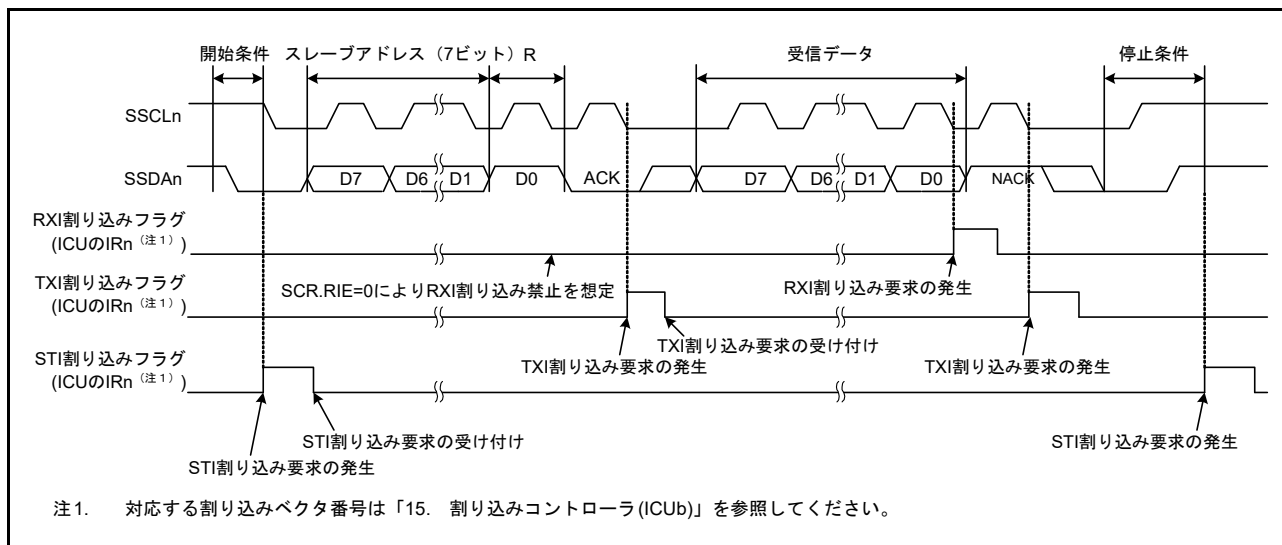 開始条件 スレーブアドレス（7ビット）R 受信データ 停止条件
SSCLn
SSDAn D7 D6 D1 D0 ACK D7 D6 D1 D0 NACK
RXI割り込みフラグ
(ICUのIRn（注1）)
SCR.RIE=0によりRXI割り込み禁止を想定 RXI割り込み要求の発生
TXI割り込みフラグ
(ICUのIRn（注1）)
TXI割り込み要求の受け付け
TXI割り込み要求の発生 TXI割り込み要求の発生
STI割り込みフラグ
(ICUのIRn（注1）)
STI割り込み要求の受け付け STI割り込み要求の発生
STI割り込み要求の発生
注1. 対応する割り込みベクタ番号は「15. 割り込みコントローラ(ICUb)」を参照してください。